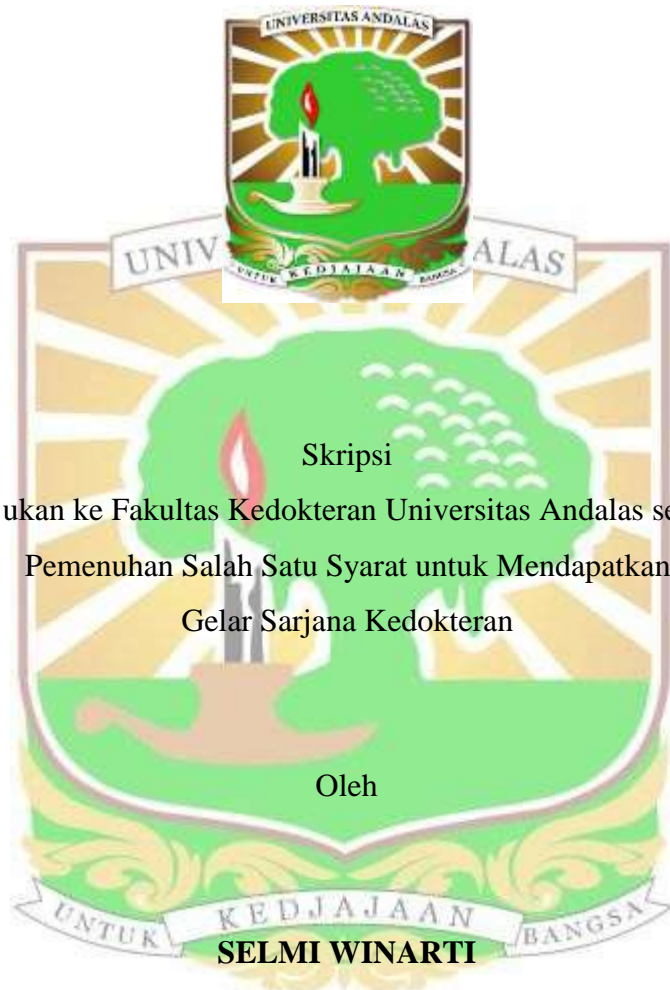 UNIVERSITAS ANDALAS
UNTUK KEDJAJAAN BANGSA
UNIV ALAS
Skripsi
ukan ke Fakultas Kedokteran Universitas Andalas se
Pemenuhan Salah Satu Syarat untuk Mendapatkan
Gelar Sarjana Kedokteran
Oleh
UNTUK KEDJAJAAN BANGSA
SELMI WINARTI